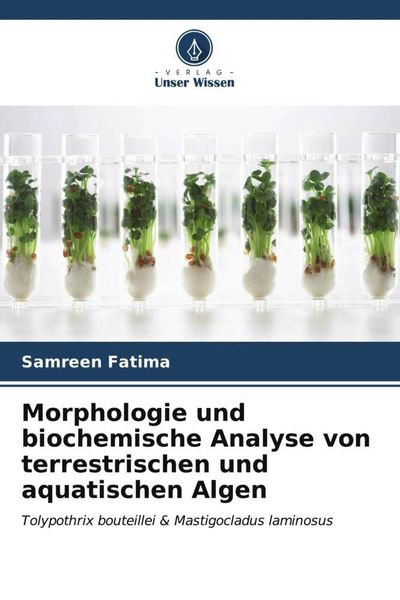 - VERLAG -
Unser Wissen
Samreen Fatima
Morphologie und
biochemische Analyse von
terrestrischen und
aquatischen Algen
Tolypothrix bouteillei & Mastigocladus laminosus